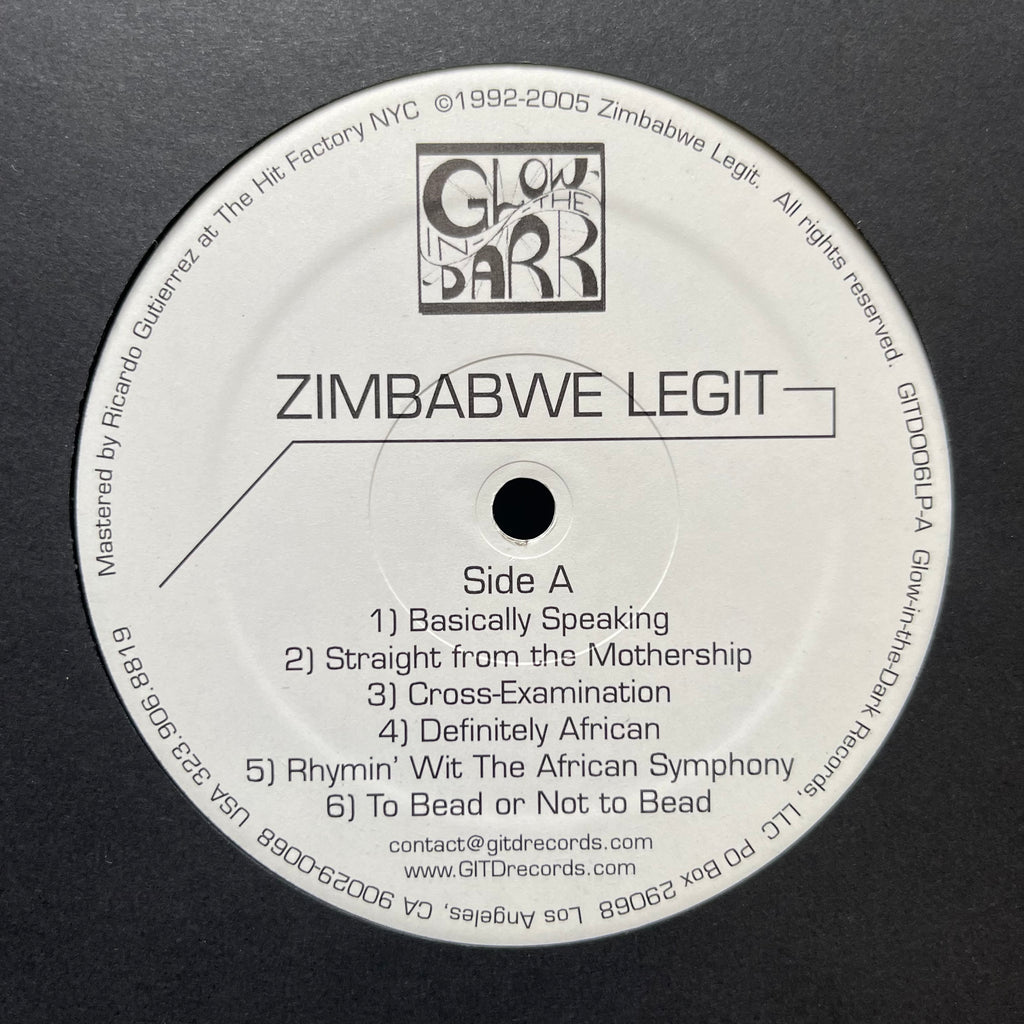 Mastered by Ricardo Gutierrez at The Hit Factory NYC ©1992-2005 Zimbabwe Legit. All rights reserved. GITD006LP-A Glow-in-the-Dark Records, LLC PO Box 29068 Los Angeles, CA 90029-0068 USA 323.906.8819
GLOW-
IN-THE
-DARK
ZIMBABWE LEGIT
Side A
1) Basically Speaking
2) Straight from the Mothership
3) Cross-Examination
4) Definitely African
5) Rhymin' Wit The African Symphony
6) To Bead or Not to Bead
contact@gitdrecords.com
www.GITDrecords.com